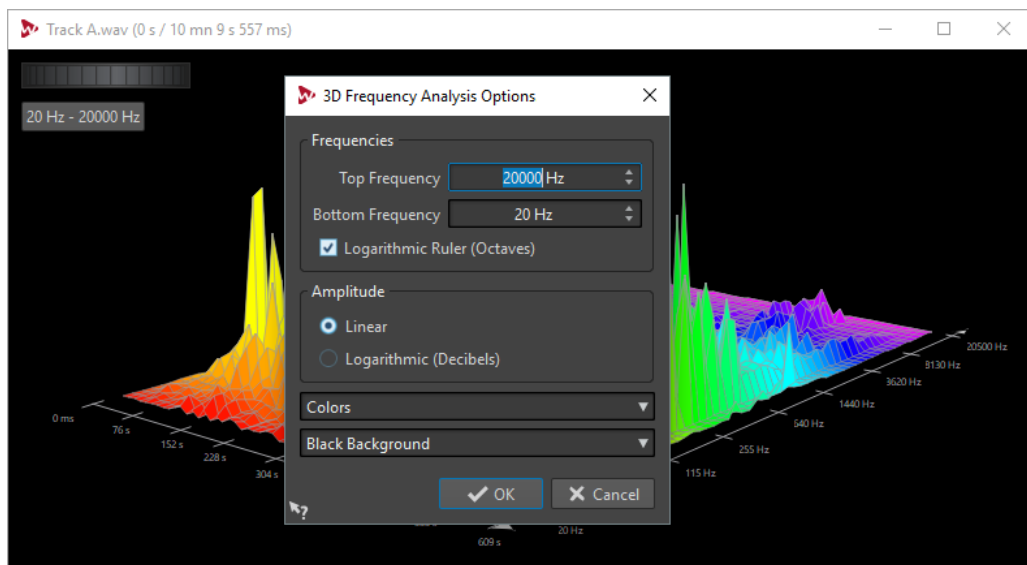 Track A.wav (0 s / 10 mn 9 s 557 ms)
20 Hz - 20000 Hz
3D Frequency Analysis Options
Frequencies
Top Frequency 20000 Hz
Bottom Frequency 20 Hz
Logarithmic Ruler (Octaves)
Amplitude
Linear
Logarithmic (Decibels)
Colors
Black Background
OK Cancel
0 ms
76 s
152 s
228 s
304 s
609 s
20 Hz
115 Hz
255 Hz
640 Hz
1440 Hz
3620 Hz
8130 Hz
20500 Hz